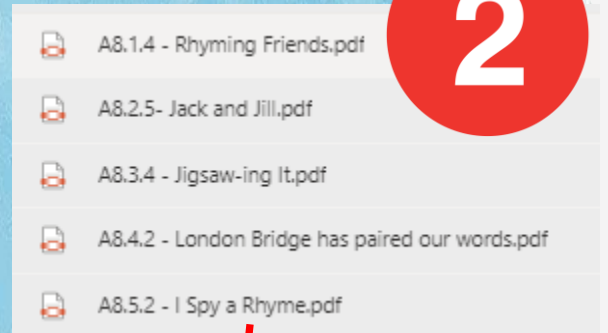 2
A8.1.4 - Rhyming Friends.pdf
A8.2.5- Jack and Jill.pdf
A8.3.4 - Jigsaw-ing It.pdf
A8.4.2 - London Bridge has paired our words.pdf
A8.5.2 - I Spy a Rhyme.pdf